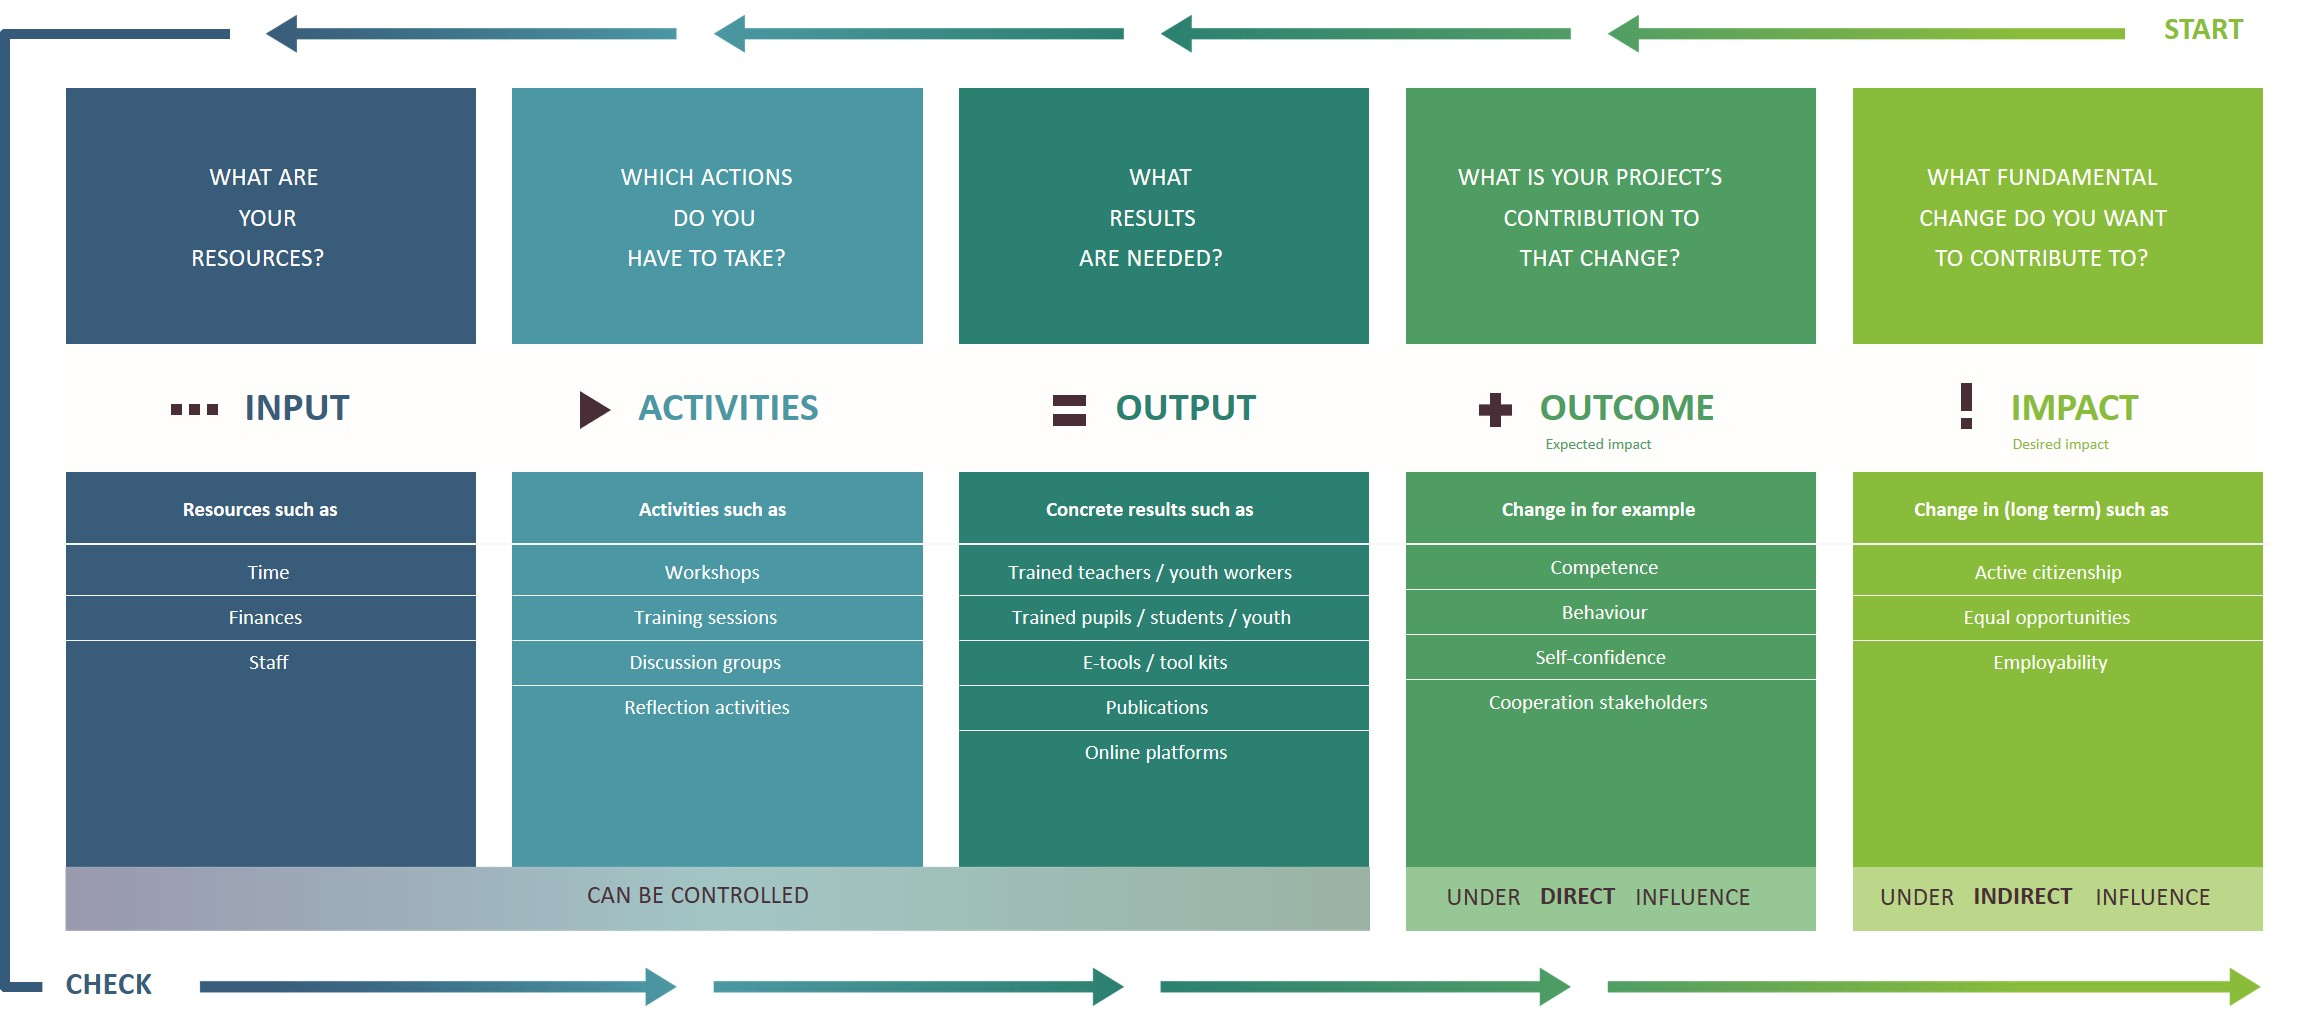 START
WHAT ARE
YOUR
RESOURCES?
WHICH ACTIONS
DO YOU
HAVE TO TAKE?
WHAT
RESULTS
ARE NEEDED?
WHAT IS YOUR PROJECT’S
CONTRIBUTION TO
THAT CHANGE?
WHAT FUNDAMENTAL
CHANGE DO YOU WANT
TO CONTRIBUTE TO?
INPUT
ACTIVITIES
OUTPUT
OUTCOME
Expected impact
IMPACT
Desired impact
Resources such as
Time
Finances
Staff
Activities such as
Workshops
Training sessions
Discussion groups
Reflection activities
Concrete results such as
Trained teachers / youth workers
Trained pupils / students / youth
E-tools / tool kits
Publications
Online platforms
Change in for example
Competence
Behaviour
Self-confidence
Cooperation stakeholders
Change in (long term) such as
Active citizenship
Equal opportunities
Employability
CAN BE CONTROLLED
UNDER DIRECT INFLUENCE
UNDER INDIRECT INFLUENCE
CHECK